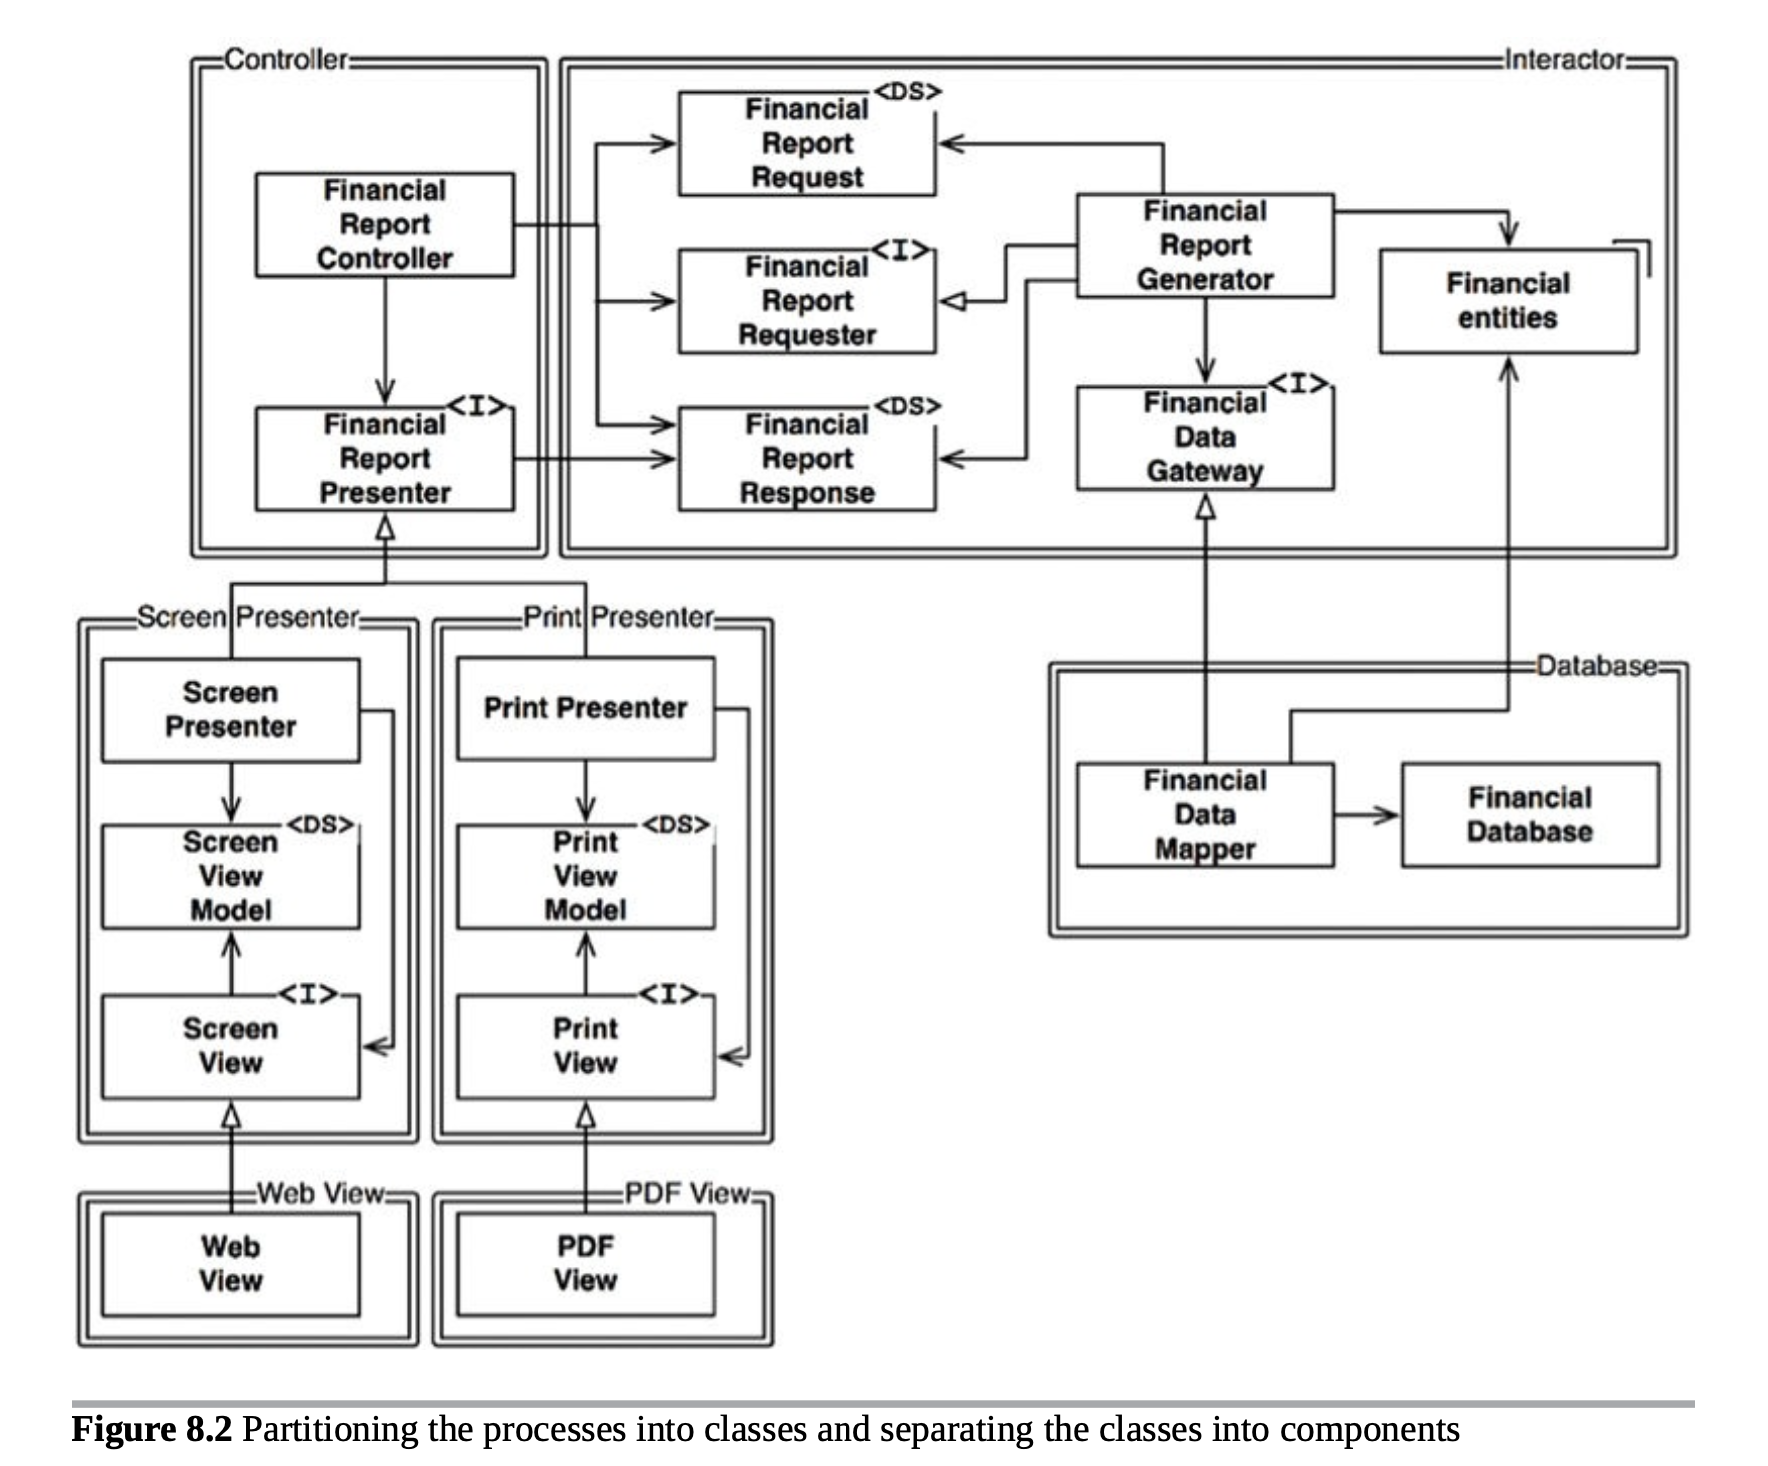 Controller
Interactor
<DS>
Financial
Report
Request
Financial
Report
Controller
Financial
Report
Generator
<I>
Financial
Report
Requester
Financial
entities
<I>
Financial
Report
Presenter
<DS>
Financial
Report
Response
<I>
Financial
Data
Gateway
Screen Presenter
Print Presenter
Database
Screen
Presenter
Print Presenter
Financial
Data
Mapper
Financial
Database
<DS>
Screen
View
Model
<DS>
Print
View
Model
<I>
Screen
View
<I>
Print
View
Web View
PDF View
Web
View
PDF
View
Figure 8.2 Partitioning the processes into classes and separating the classes into components